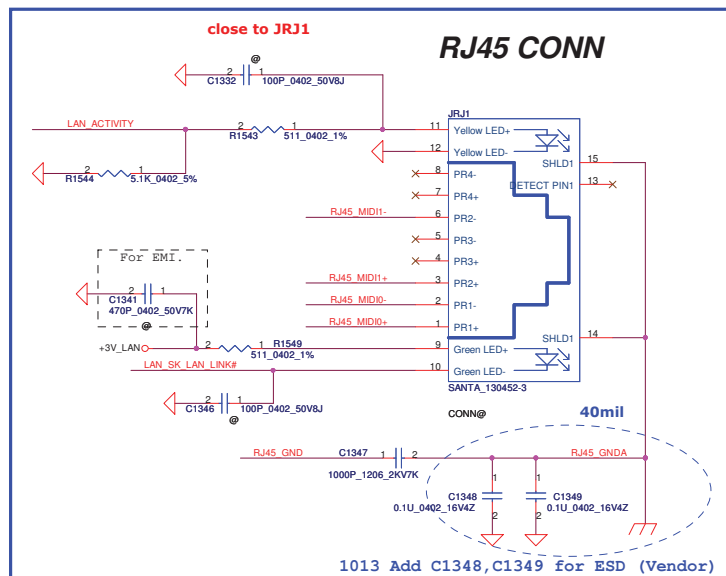 close to JRJ1
RJ45 CONN
@
2 1
C1332 100P_0402_50V8J
JRJ1
LAN_ACTIVITY
R1543 511_0402_1%
2 1
11 Yellow LED+
12 Yellow LED-
SHLD1 15
2 1
R1544 5.1K_0402_5%
8 PR4-
DETECT PIN1 13
7 PR4+
RJ45_MIDI1- 6 PR2-
5 PR3-
For EMI.
4 PR3+
RJ45_MIDI1+ 3 PR2+
2 1
C1341
470P_0402_50V7K
@
RJ45_MIDI0- 2 PR1-
RJ45_MIDI0+ 1 PR1+
SHLD1 14
+3V_LAN
2 1 R1549
511_0402_1%
9 Green LED+
LAN_SK_LAN_LINK# 10 Green LED-
SANTA_130452-3
2 1
C1346 100P_0402_50V8J
@
CONN@
40mil
RJ45_GND C1347 RJ45_GNDA
1 2
1000P_1206_2KV7K
1 1
C1348 C1349
0.1U_0402_16V4Z 0.1U_0402_16V4Z
2 2
1013 Add C1348,C1349 for ESD (Vendor)